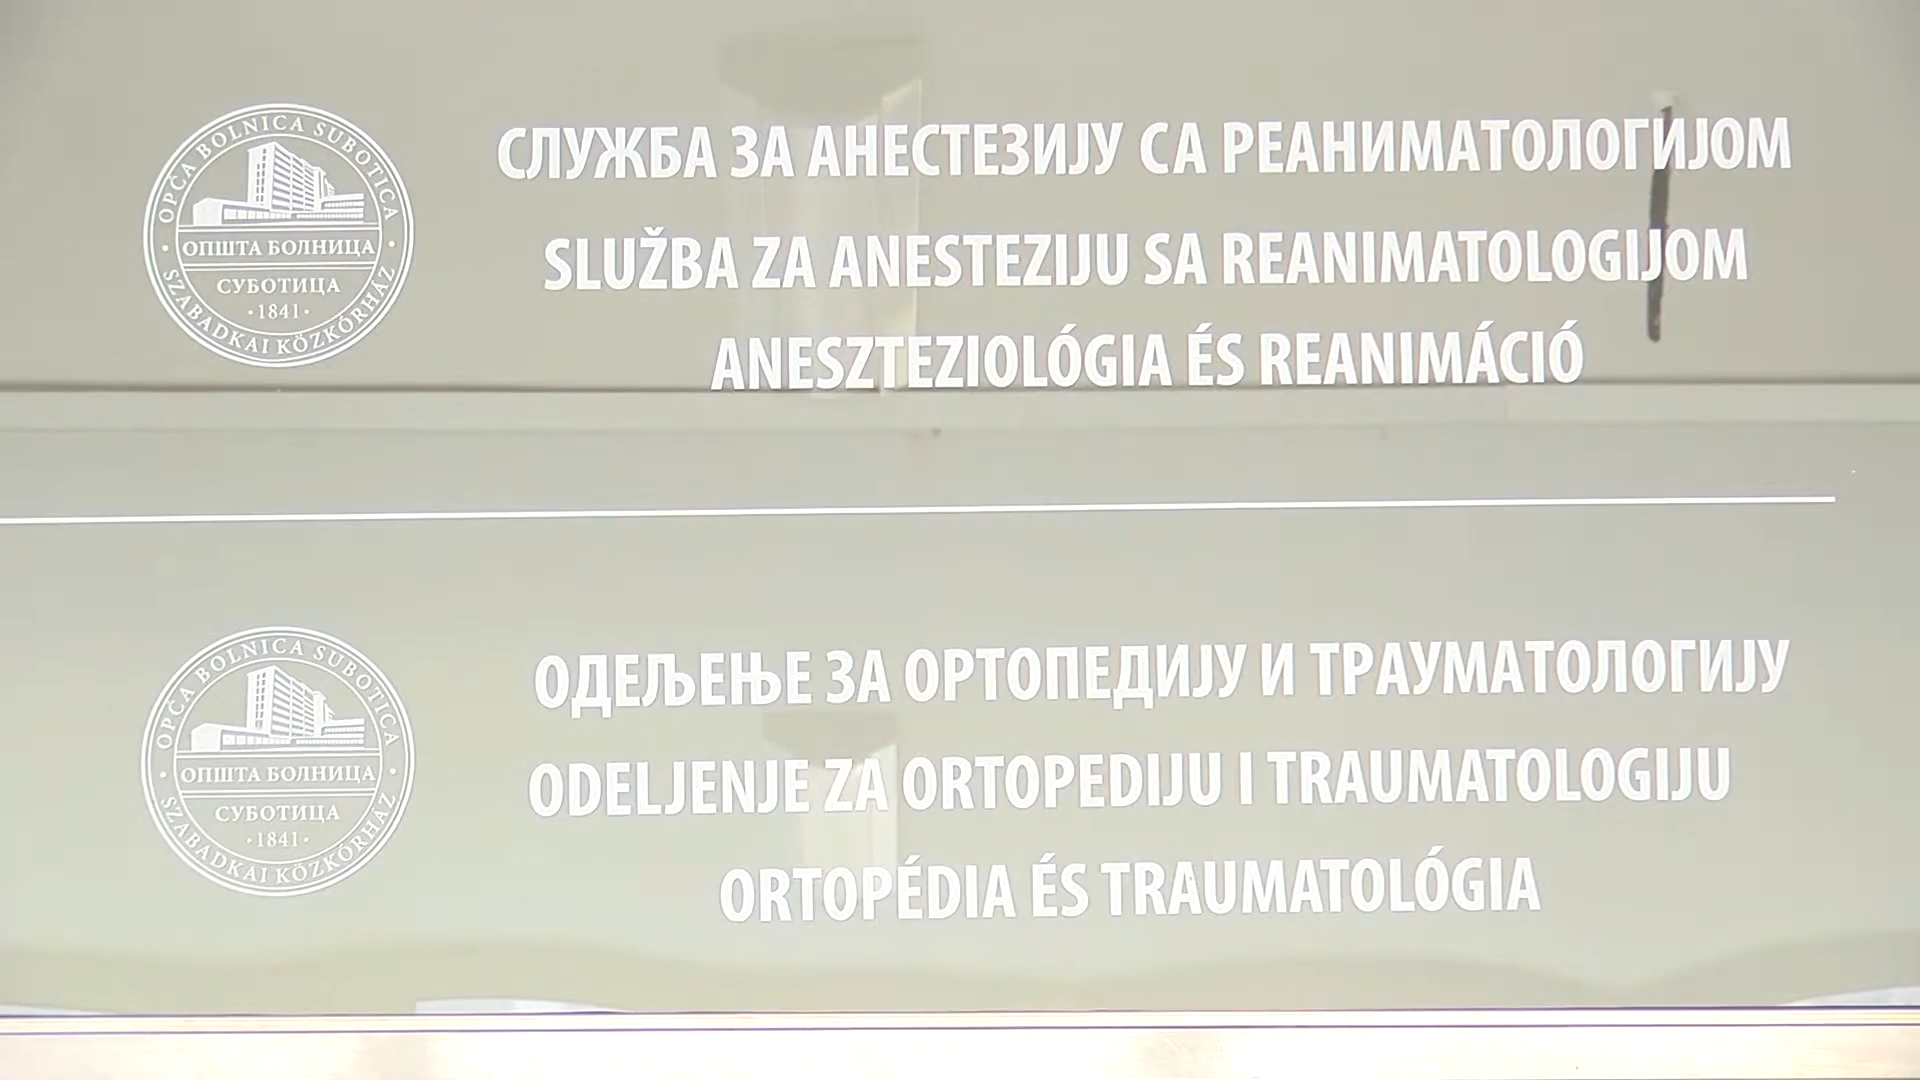 OPĆA BOLNICA SUBOTICA
ОПШТА БОЛНИЦА
СУБОТИЦА
·1841·
SZABADKAI KÖZKÓRHÁZ
СЛУЖБА ЗА АНЕСТЕЗИЈУ СА РЕАНИМАТОЛОГИЈОМ
SLUŽBA ZA ANESTEZIJU SA REANIMATOLOGIJOM
ANESZTEZIOLÓGIA ÉS REANIMÁCIÓ
OPĆA BOLNICA SUBOTICA
ОПШТА БОЛНИЦА
СУБОТИЦА
·1841·
SZABADKAI KÖZKÓRHÁZ
ОДЕЉЕЊЕ ЗА ОРТОПЕДИЈУ И ТРАУМАТОЛОГИЈУ
ODELJENJE ZA ORTOPEDIJU I TRAUMATOLOGIJU
ORTOPÉDIA ÉS TRAUMATOLÓGIA